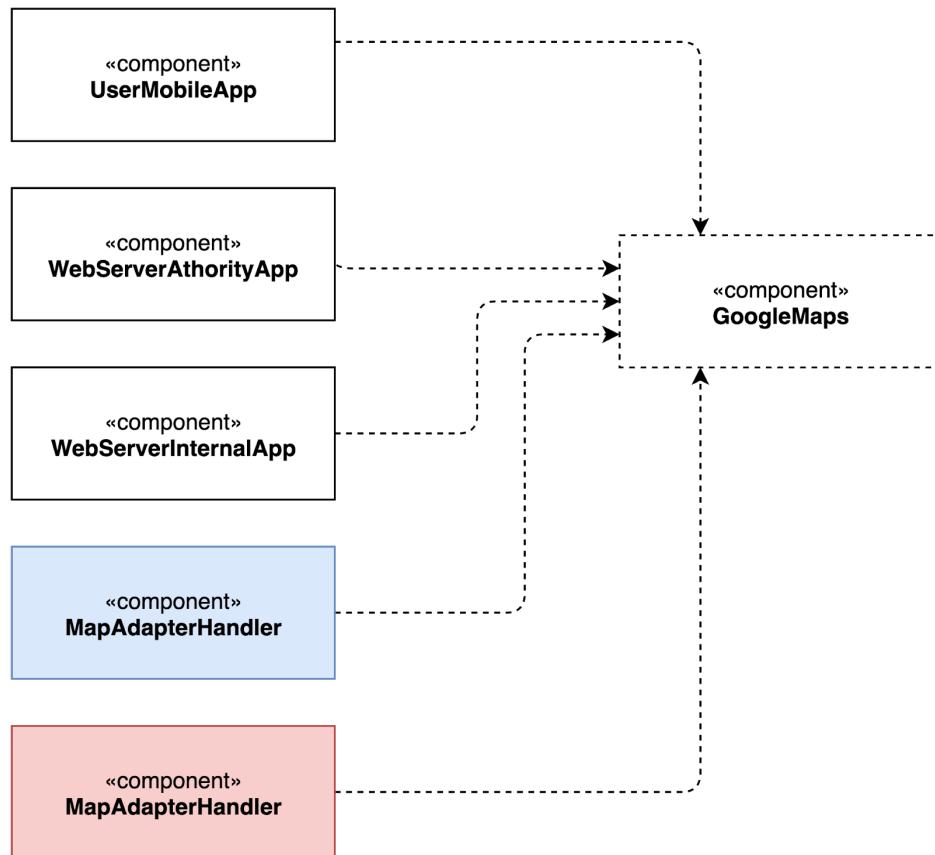 «component»
UserMobileApp
«component»
WebServerAthorityApp
«component»
GoogleMaps
«component»
WebServerInternalApp
«component»
MapAdapterHandler
«component»
MapAdapterHandler